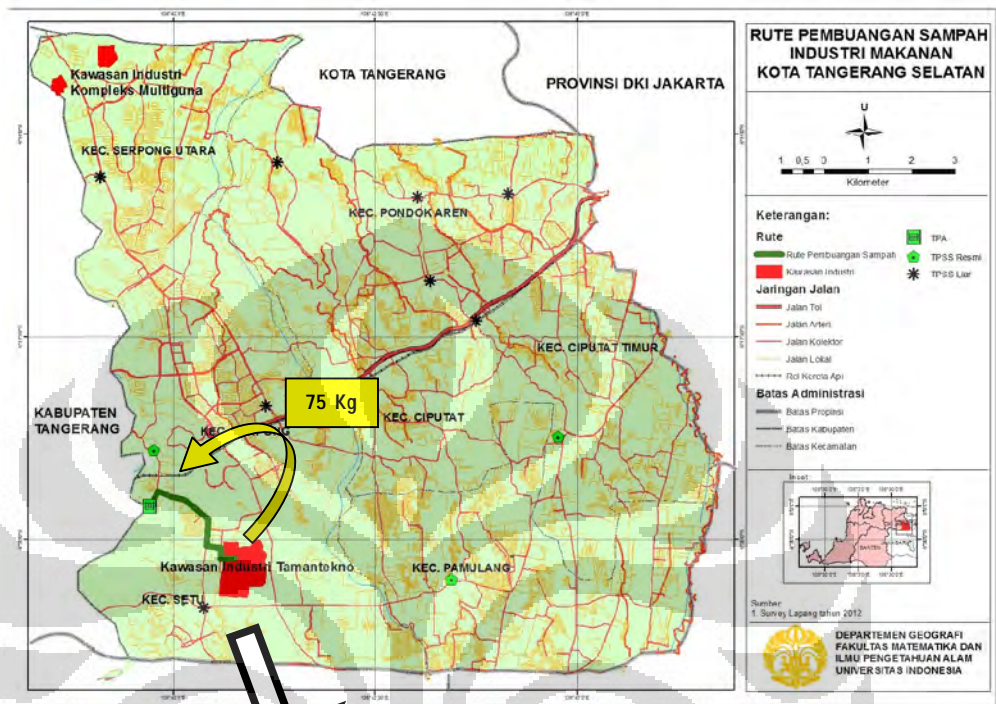 RUTE PEMBUANGAN SAMPAH
INDUSTRI MAKANAN
KOTA TANGERANG SELATAN
U
1 0,5 0 1 2 3
Kilometer
Keterangan:
Rute
Rute Pembuangan Sampah
Kawasan Industri
Jaringan Jalan
Jalan Tol
Jalan Arteri
Jalan Kolektor
Jalan Lokal
Rel Kereta Api
Batas Administrasi
Batas Propinsi
Batas Kabupaten
Batas Kecamatan
TPA
TPSS Resmi
TPSS Liar
Inset
BANTEN
Sumber
1. Survey Lapang tahun 2012
DEPARTEMEN GEOGRAFI
FAKULTAS MATEMATIKA DAN
ILMU PENGETAHUAN ALAM
UNIVERSITAS INDONESIA
Kawasan Industri
Kompleks Multiguna
KOTA TANGERANG
PROVINSI DKI JAKARTA
KEC. SERPONG UTARA
KEC. PONDOK AREN
KEC. CIPUTAT TIMUR
75 Kg
KABUPATEN
TANGERANG
KEC. CIPUTAT
Kawasan Industri Tamantekno
KEC. PAMULANG
KEC. SETU